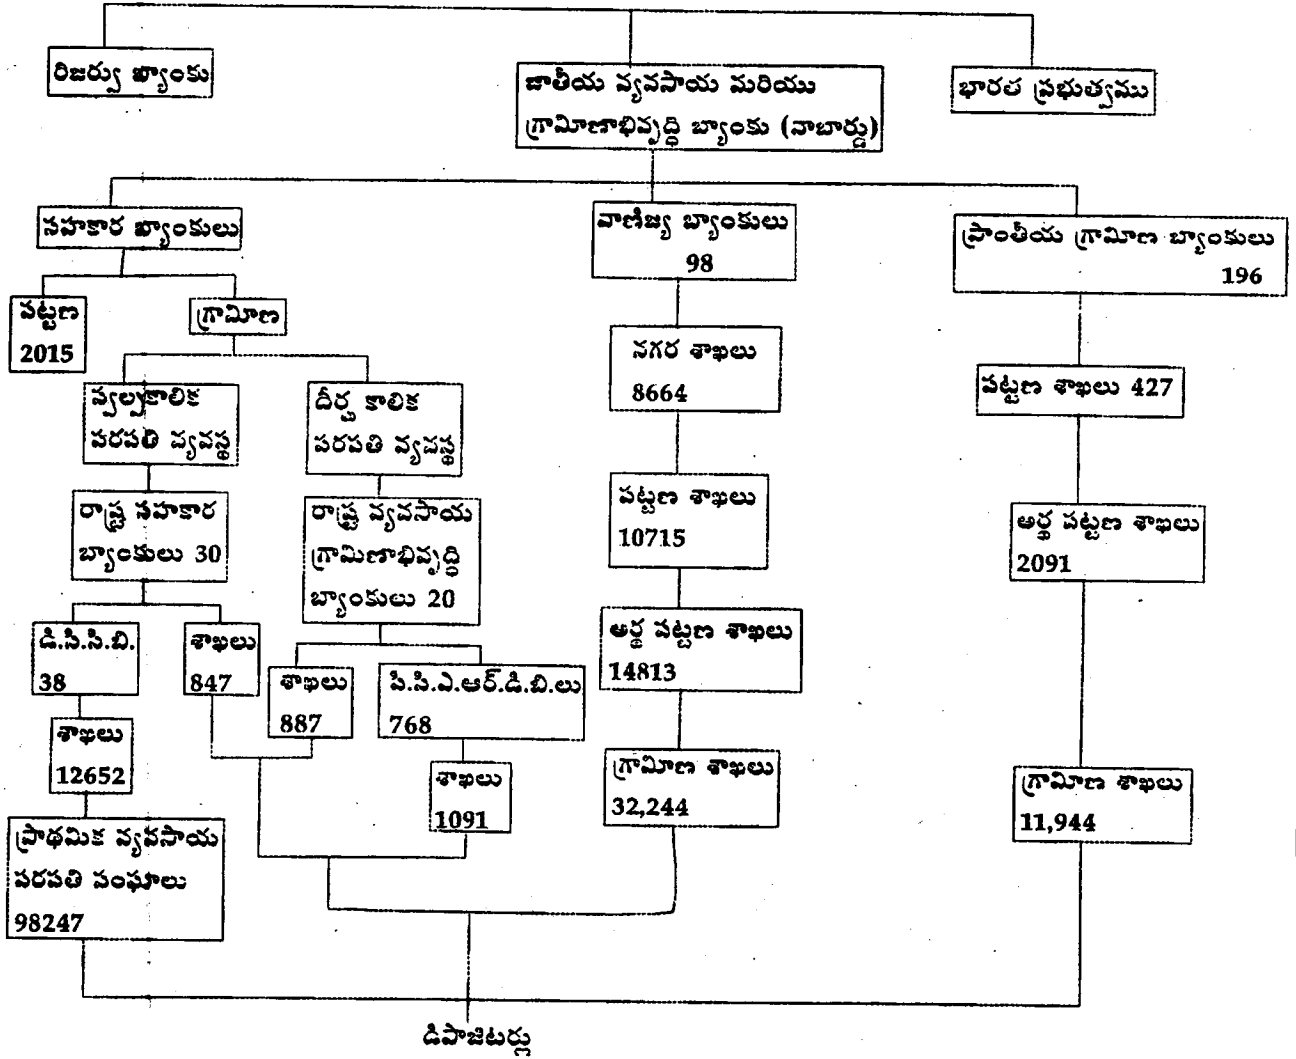 రిజర్వు బ్యాంకు
జాతీయ వ్యవసాయ మరియు
గ్రామీణాభివృద్ధి బ్యాంకు (నాబార్డు)
భారత ప్రభుత్వము
సహకార బ్యాంకులు
వాణిజ్య బ్యాంకులు
98
ప్రాంతీయ గ్రామీణ బ్యాంకులు
196
పట్టణ
2015
గ్రామీణ
నగర శాఖలు
8664
పట్టణ శాఖలు 427
స్వల్పకాలిక
పరపతి వ్యవస్థ
దీర్ఘ కాలిక
పరపతి వ్యవస్థ
రాష్ట్ర సహకార
బ్యాంకులు 30
రాష్ట్ర వ్యవసాయ
గ్రామిణాభివృద్ధి
బ్యాంకులు 20
పట్టణ శాఖలు
10715
అర్థ పట్టణ శాఖలు
2091
డి.సి.సి.బి.
38
శాఖలు
847
శాఖలు
887
పి.సి.ఎ.ఆర్.డి.బి.లు
768
అర్థ పట్టణ శాఖలు
14813
శాఖలు
12652
శాఖలు
1091
గ్రామీణ శాఖలు
32,244
గ్రామీణ శాఖలు
11,944
ప్రాథమిక వ్యవసాయ
పరపతి సంఘాలు
98247
డిపాజిటర్లు